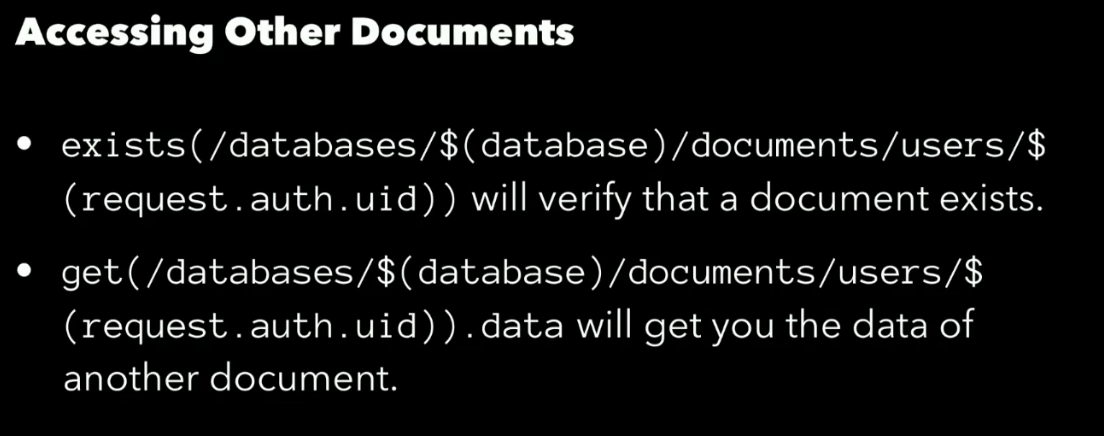 Accessing Other Documents
• exists(/databases/$(database)/documents/users/$
(request.auth.uid)) will verify that a document exists.
• get(/databases/$(database)/documents/users/$
(request.auth.uid)).data will get you the data of
another document.